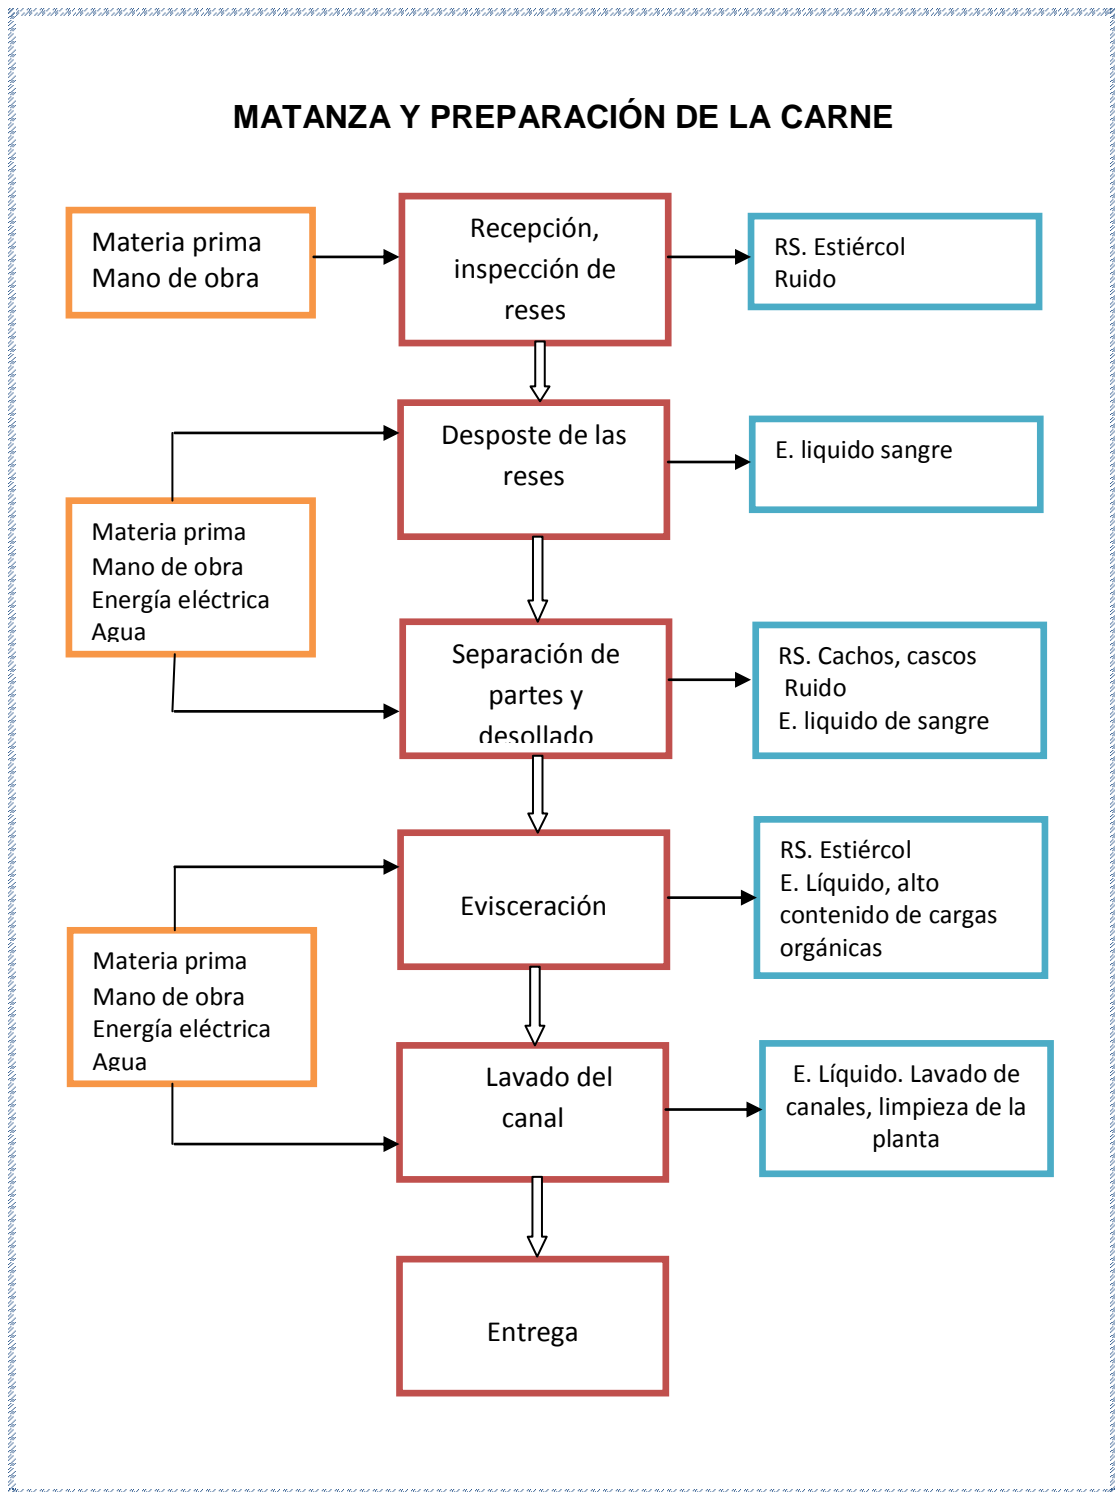 MATANZA Y PREPARACIÓN DE LA CARNE
Materia prima
Mano de obra
Recepción,
inspección de
reses
RS. Estiércol
Ruido
Desposte de las
reses
E. liquido sangre
Materia prima
Mano de obra
Energía eléctrica
Agua
Separación de
partes y
desollado
RS. Cachos, cascos
Ruido
E. liquido de sangre
Evisceración
RS. Estiércol
E. Líquido, alto
contenido de cargas
orgánicas
Materia prima
Mano de obra
Energía eléctrica
Agua
Lavado del
canal
E. Líquido. Lavado de
canales, limpieza de la
planta
Entrega